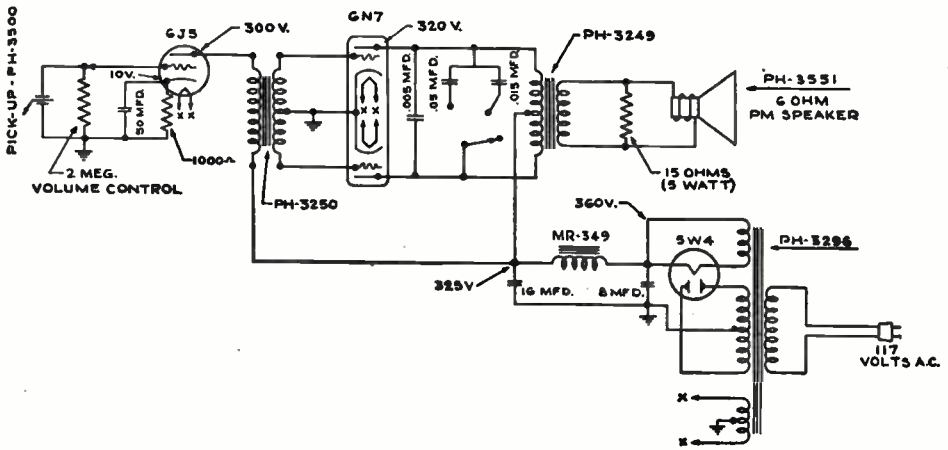 PICK-UP-PH-3500
6J5
300V.
10V.
50 MFD.
X X
1000Ω
2 MEG.
VOLUME CONTROL
PH-3250
6N7
320V.
X X
.005 MFD.
.05 MFD.
.015 MFD.
PH-3249
PH-3551
6 OHM
PM SPEAKER
15 OHMS
(5 WATT)
360V.
MR-349
5W4
PH-3296
325V
16 MFD.
8 MFD.
117
VOLTS A.C.
X
X